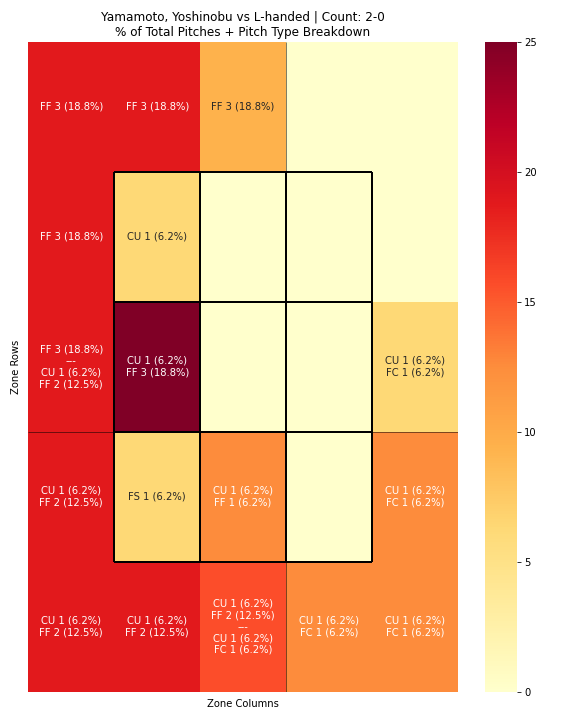 Yamamoto, Yoshinobu vs L-handed | Count: 2-0
% of Total Pitches + Pitch Type Breakdown
FF 3 (18.8%)
FF 3 (18.8%)
FF 3 (18.8%)
FF 3 (18.8%)
CU 1 (6.2%)
FF 3 (18.8%)
---
CU 1 (6.2%)
FF 2 (12.5%)
CU 1 (6.2%)
FF 3 (18.8%)
CU 1 (6.2%)
FC 1 (6.2%)
CU 1 (6.2%)
FF 2 (12.5%)
FS 1 (6.2%)
CU 1 (6.2%)
FF 1 (6.2%)
CU 1 (6.2%)
FC 1 (6.2%)
CU 1 (6.2%)
FF 2 (12.5%)
CU 1 (6.2%)
FF 2 (12.5%)
CU 1 (6.2%)
FF 2 (12.5%)
---
CU 1 (6.2%)
FC 1 (6.2%)
CU 1 (6.2%)
FC 1 (6.2%)
CU 1 (6.2%)
FC 1 (6.2%)
Zone Rows
Zone Columns
25
20
15
10
5
0